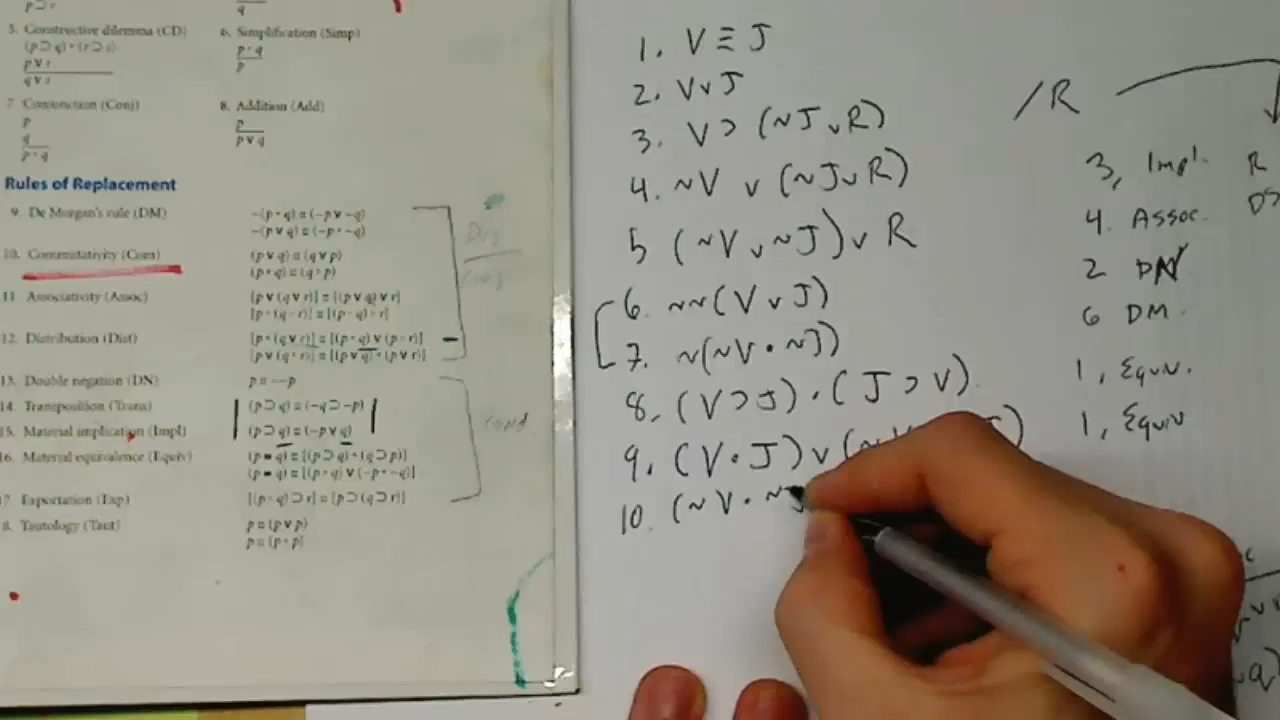 5. Constructive dilemma (CD)
(p ⊃ q) • (r ⊃ s)
p ∨ r
q ∨ s
6. Simplification (Simp)
p • q
p
7. Conjunction (Conj)
p
q
p • q
8. Addition (Add)
p
p ∨ q
Rules of Replacement
9. De Morgan's rule (DM)
~(p • q) ≡ (~p ∨ ~q)
~(p ∨ q) ≡ (~p • ~q)
10. Commutativity (Com)
(p ∨ q) ≡ (q ∨ p)
(p • q) ≡ (q • p)
11. Associativity (Assoc)
[p ∨ (q ∨ r)] ≡ [(p ∨ q) ∨ r]
[p • (q • r)] ≡ [(p • q) • r]
12. Distribution (Dist)
[p • (q ∨ r)] ≡ [(p • q) ∨ (p • r)]
[p ∨ (q • r)] ≡ [(p ∨ q) • (p ∨ r)]
13. Double negation (DN)
p ≡ ~~p
14. Transposition (Trans)
(p ⊃ q) ≡ (~q ⊃ ~p)
15. Material implication (Impl)
(p ⊃ q) ≡ (~p ∨ q)
16. Material equivalence (Equiv)
(p ≡ q) ≡ [(p ⊃ q) • (q ⊃ p)]
(p ≡ q) ≡ [(p • q) ∨ (~p • ~q)]
17 Exportation (Exp)
[(p • q) ⊃ r] ≡ [p ⊃ (q ⊃ r)]
8. Tautology (Taut)
p ≡ (p ∨ p)
p ≡ (p • p)
Cond.
1. V ≡ J
2. V ∨ J /R
3. V ⊃ (~J ∨ R)
4. ~V ∨ (~J ∨ R) 3, Impl. R
5 (~V ∨ ~J) ∨ R 4. Assoc. DS
6. ~~(V ∨ J) 2 DN
7. ~(~V • ~J) 6 DM.
8. (V ⊃ J) • (J ⊃ V). 1, Equiv.
9. (V • J) ∨ (~V 1, Equiv
10. (~V • ~J